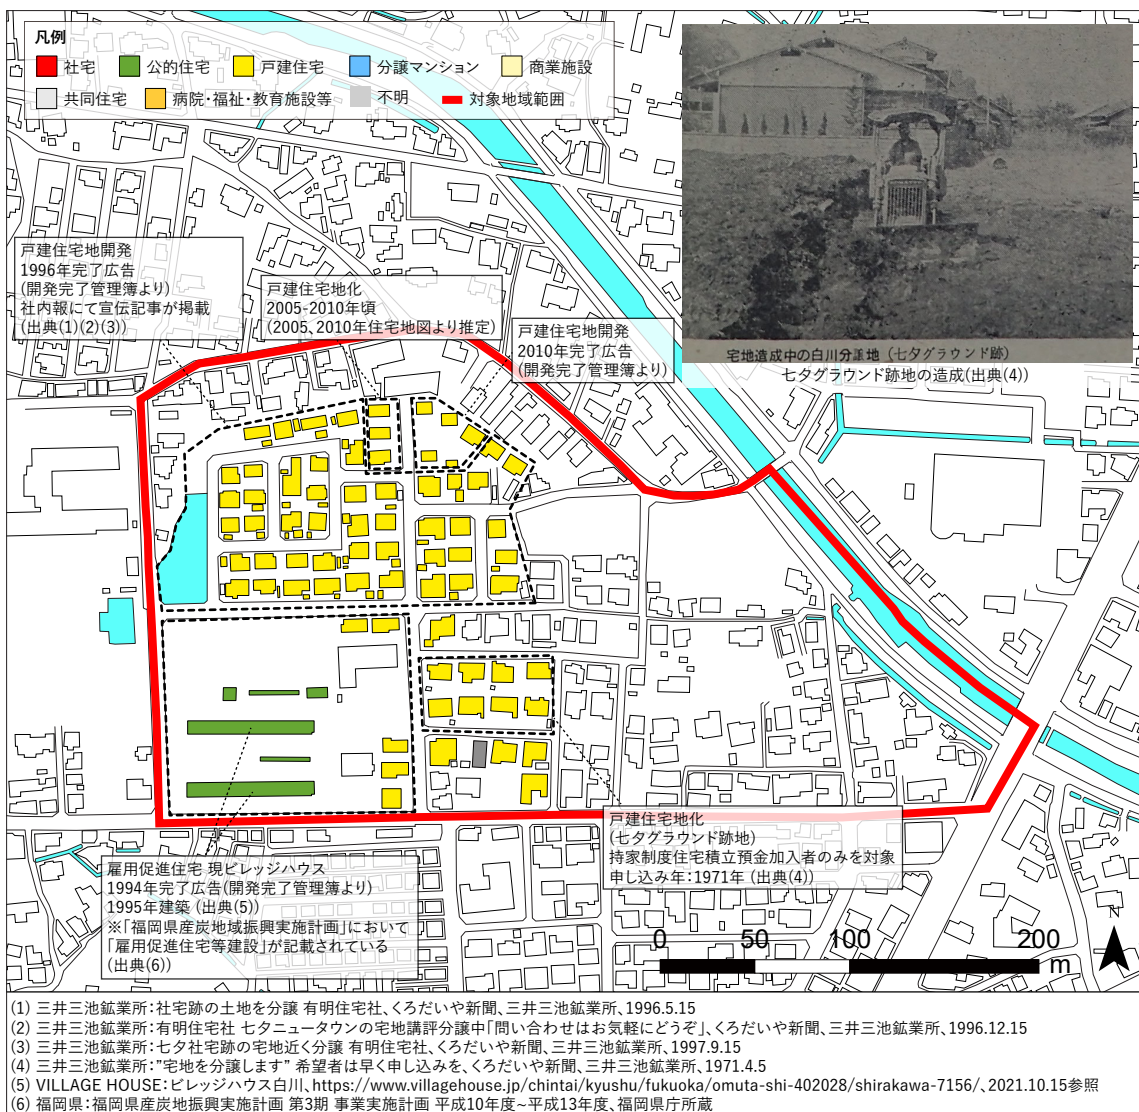 凡例
社宅
公的住宅
戸建住宅
分譲マンション
商業施設
共同住宅
病院・福祉・教育施設等
不明
対象地域範囲
宅地造成中の白川分譲地 (七夕グラウンド跡)
七夕グラウンド跡地の造成(出典(4))
戸建住宅地開発
1996年完了広告
(開発完了管理簿より)
社内報にて宣伝記事が掲載
(出典(1)(2)(3))
戸建住宅地化
2005-2010年頃
(2005、2010年住宅地図より推定)
戸建住宅地開発
2010年完了広告
(開発完了管理簿より)
戸建住宅地化
(七夕グラウンド跡地)
持家制度住宅積立預金加入者のみを対象
申し込み年:1971年 (出典(4))
雇用促進住宅 現ビレッジハウス
1994年完了広告(開発完了管理簿より)
1995年建築 (出典(5))
※「福岡県産炭地域振興実施計画」において
「雇用促進住宅等建設」が記載されている
(出典(6))
0 50 100 200
m
N
(1) 三井三池鉱業所:社宅跡の土地を分譲 有明住宅社、くろだいや新聞、三井三池鉱業所、1996.5.15
(2) 三井三池鉱業所:有明住宅社 七夕ニュータウンの宅地講評分譲中「問い合わせはお気軽にどうぞ」、くろだいや新聞、三井三池鉱業所、1996.12.15
(3) 三井三池鉱業所:七夕社宅跡の宅地近く分譲 有明住宅社、くろだいや新聞、三井三池鉱業所、1997.9.15
(4) 三井三池鉱業所:”宅地を分譲します” 希望者は早く申し込みを、くろだいや新聞、三井三池鉱業所、1971.4.5
(5) VILLAGE HOUSE:ビレッジハウス白川、https://www.villagehouse.jp/chintai/kyushu/fukuoka/omuta-shi-402028/shirakawa-7156/、2021.10.15参照
(6) 福岡県:福岡県産炭地振興実施計画 第3期 事業実施計画 平成10年度~平成13年度、福岡県庁所蔵